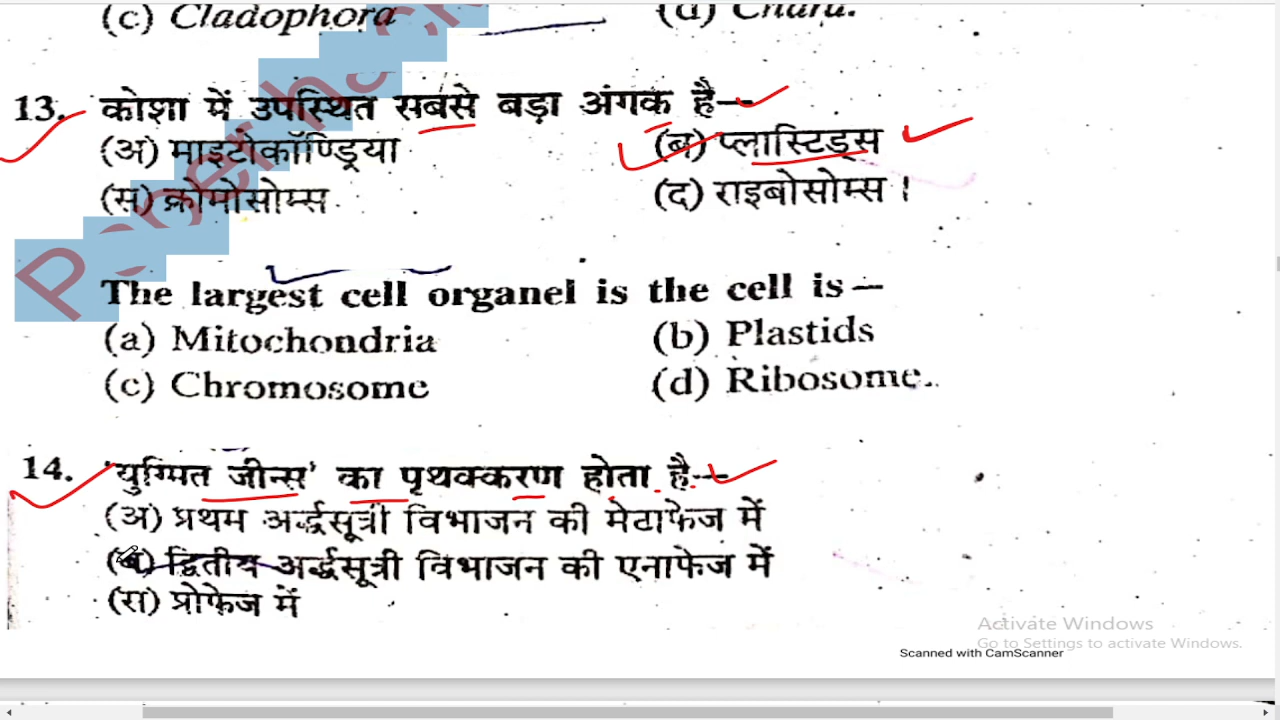 (c) Cladophora (d) Chara.
13. कोशा में उपस्थित सबसे बड़ा अंगक है—
(अ) माइटोकॉण्ड्रिया (ब) प्लास्टिड्स
(स) क्रोमोसोम्स (द) राइबोसोम्स ।
The largest cell organel is the cell is—
(a) Mitochondria (b) Plastids
(c) Chromosome (d) Ribosome.
14. 'युग्मित जीन्स' का पृथक्करण होता है—
(अ) प्रथम अर्द्धसूत्री विभाजन की मेटाफेज में
(ब) द्वितीय अर्द्धसूत्री विभाजन की एनाफेज में
(स) प्रोफेज में
Activate Windows
Go to Settings to activate Windows.
Scanned with CamScanner